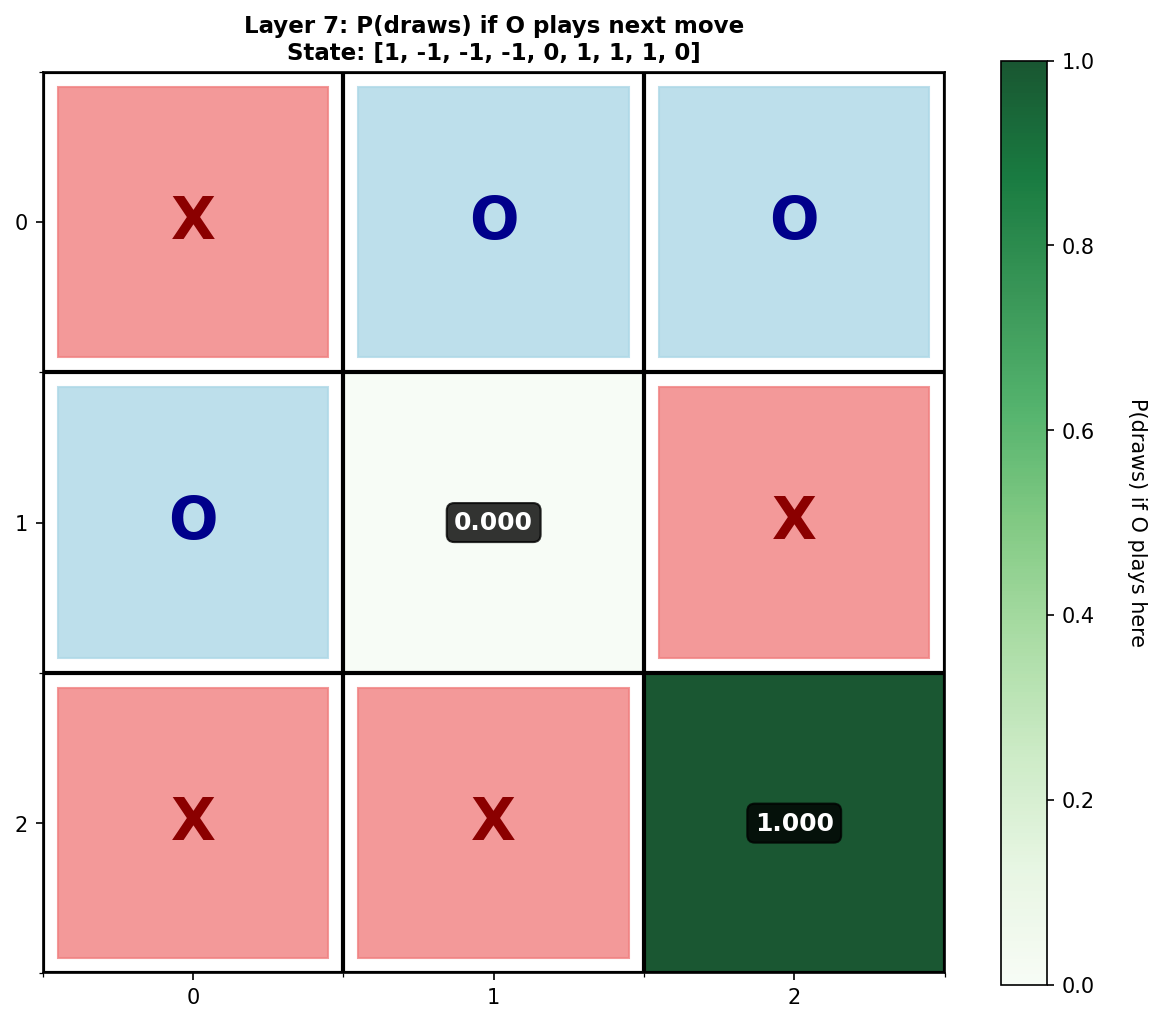 Layer 7: P(draws) if O plays next move
State: [1, -1, -1, -1, 0, 1, 1, 1, 0]
0
X
O
O
1
O
0.000
X
2
X
X
1.000
0
1
2
1.0
0.8
0.6
0.4
0.2
0.0
P(draws) if O plays here